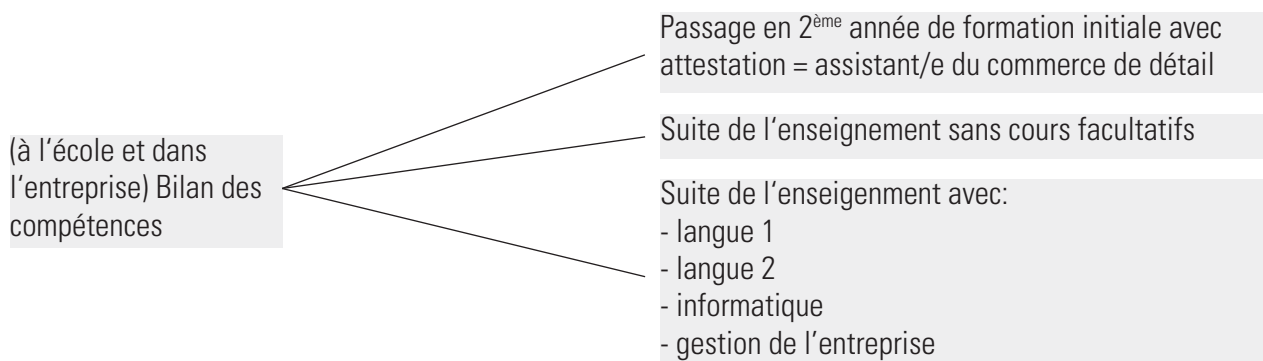 (à l’école et dans
l’entreprise) Bilan des
compétences
Passage en 2ème année de formation initiale avec
attestation = assistant/e du commerce de détail
Suite de l’enseignement sans cours facultatifs
Suite de l’enseigenment avec:
- langue 1
- langue 2
- informatique
- gestion de l’entreprise